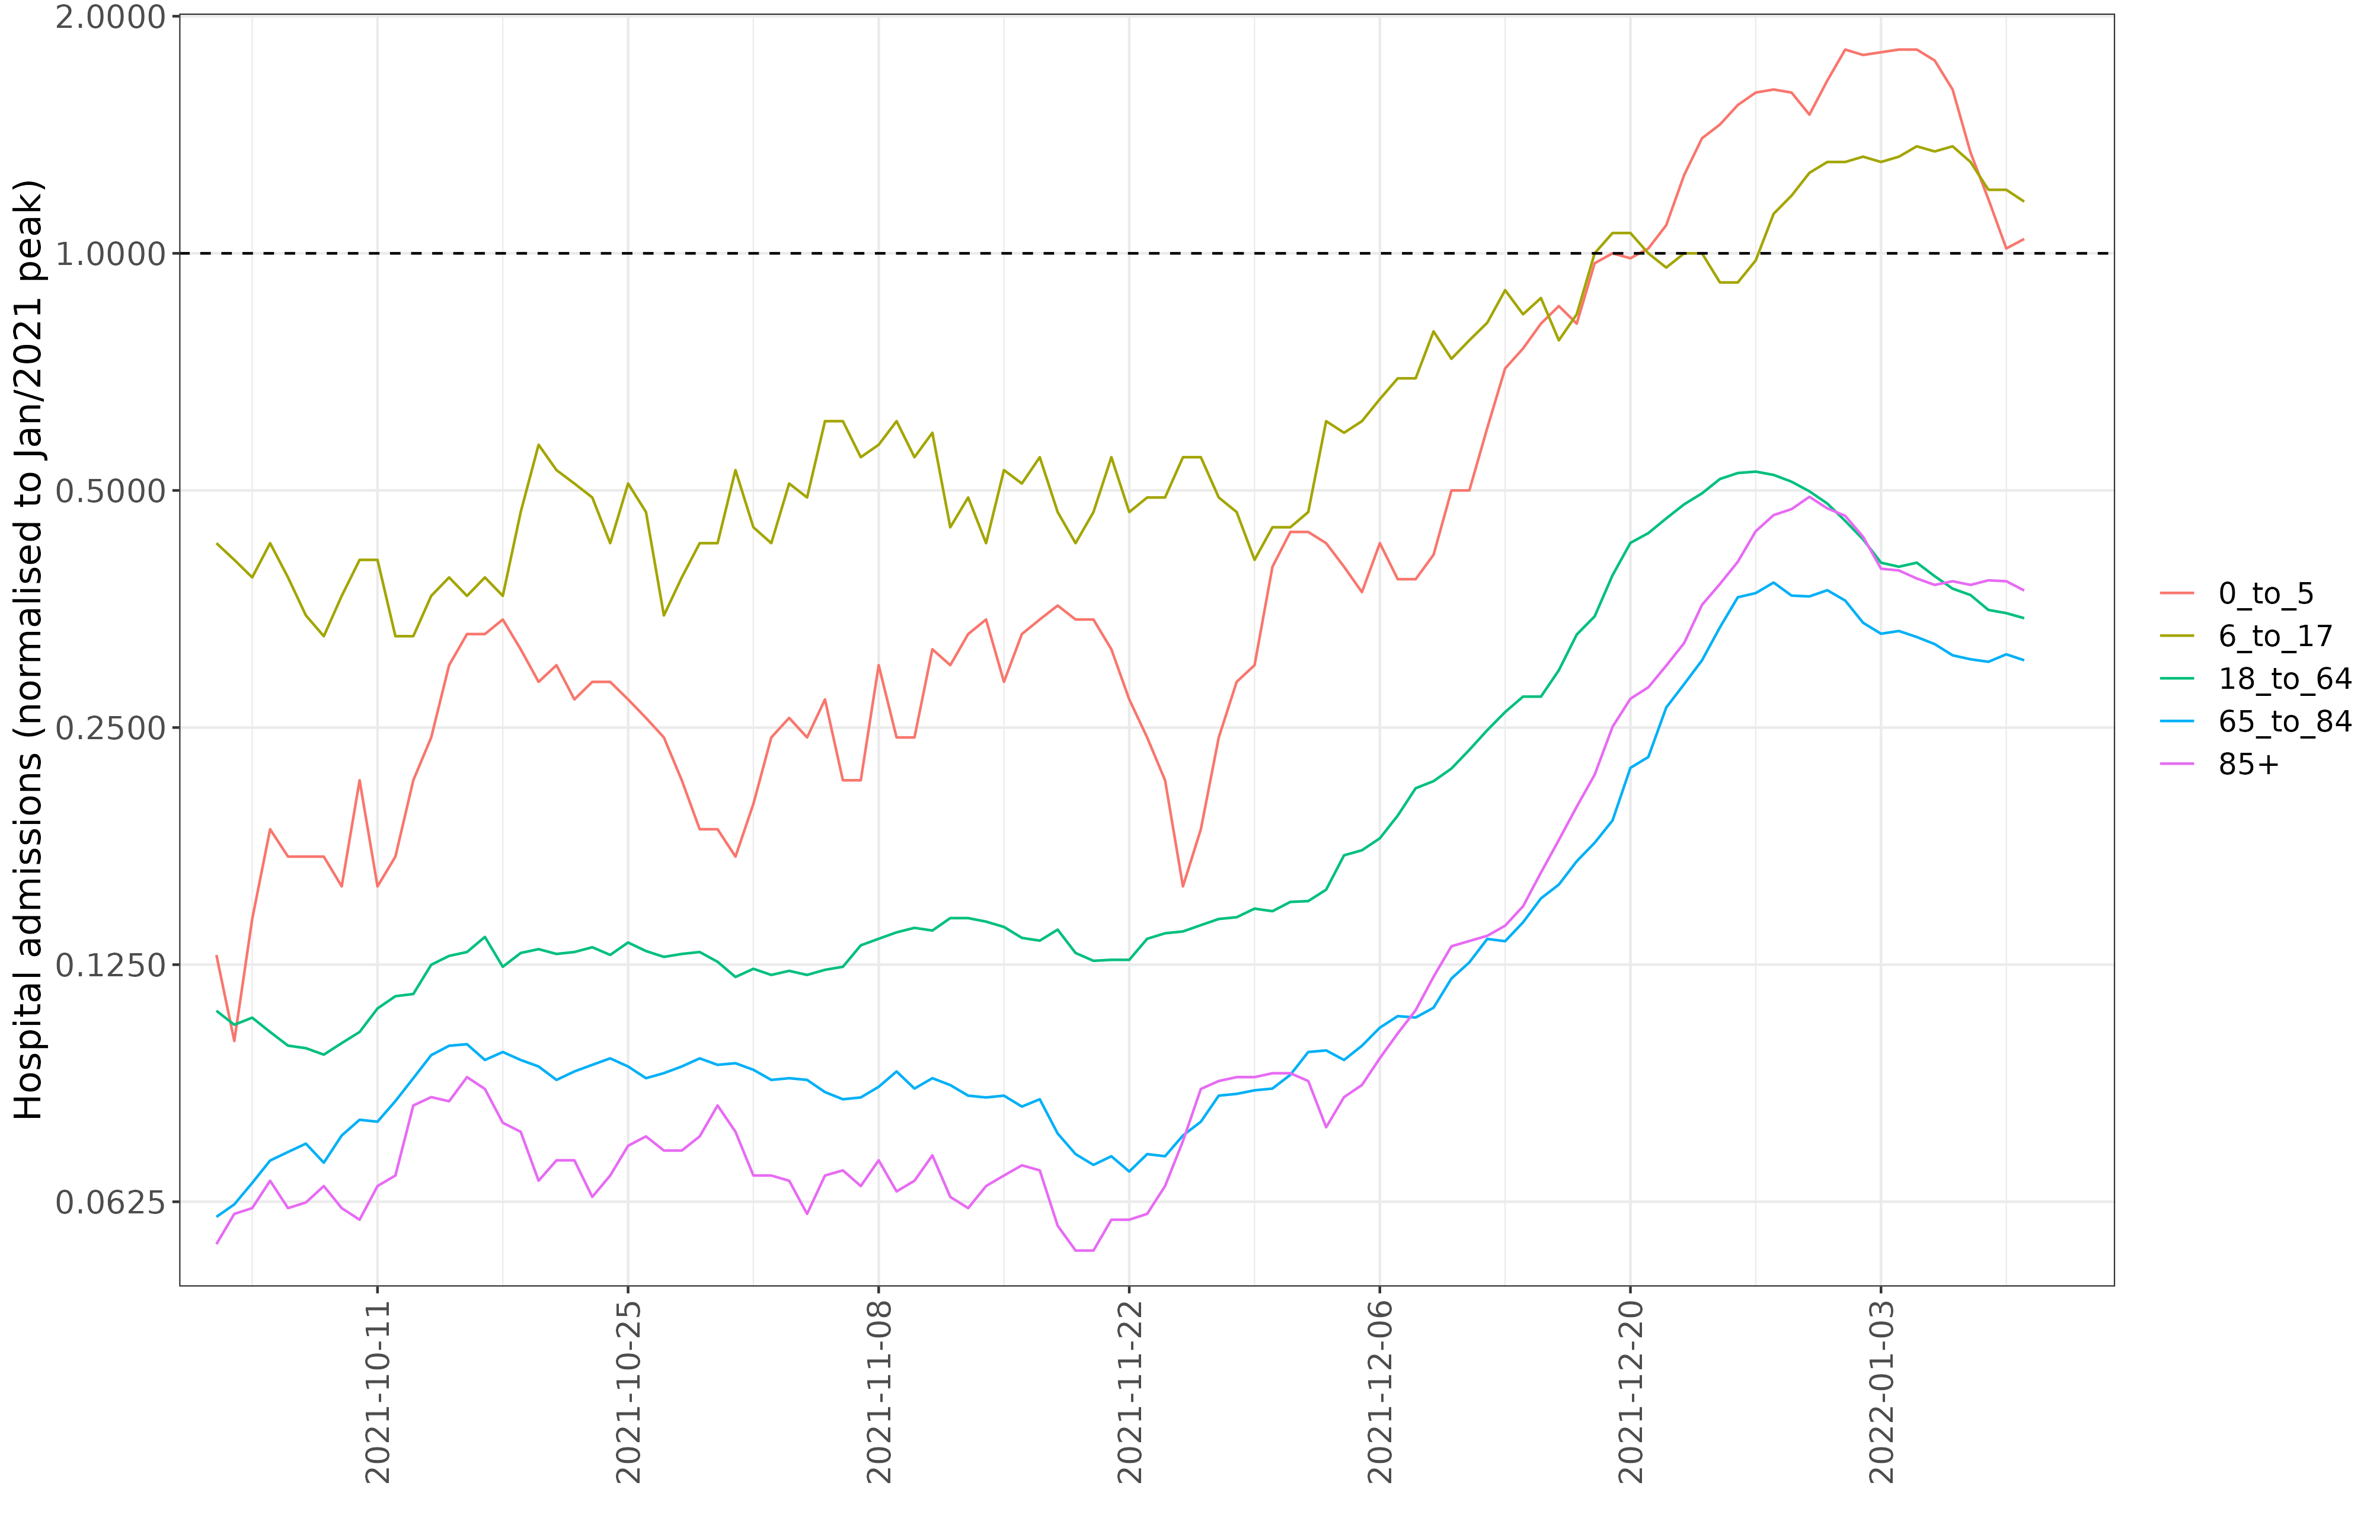 Hospital admissions (normalised to Jan/2021 peak)
2.0000
1.0000
0.5000
0.2500
0.1250
0.0625
2021-10-11
2021-10-25
2021-11-08
2021-11-22
2021-12-06
2021-12-20
2022-01-03
0_to_5
6_to_17
18_to_64
65_to_84
85+